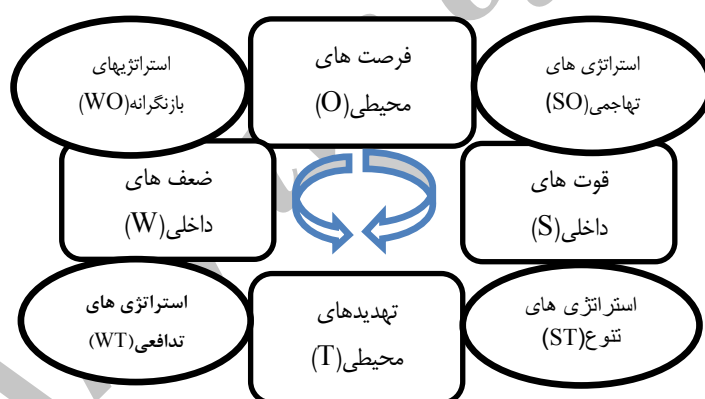 استراتژی های
تهاجمی(SO)
فرصت های
محیطی(O)
استراتژیهای
بازنگرانه(WO)
قوت های
داخلی(S)
ضعف های
داخلی(W)
استراتژی های
تنوع(ST)
تهدیدهای
محیطی(T)
استراتژی های
تدافعی(WT)